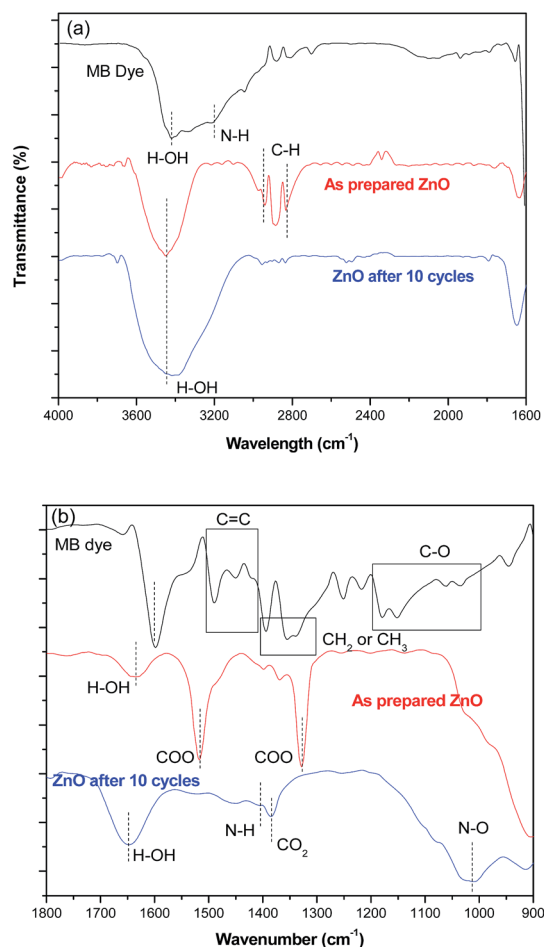 (a)
MB Dye
N-H
H-OH
C-H
As prepared ZnO
ZnO after 10 cycles
H-OH
Transmittance (%)
4000 3600 3200 2800 2400 2000 1600
Wavelength (cm⁻¹)
(b)
C=C
MB dye
C-O
CH₂ or CH₃
H-OH
As prepared ZnO
COO COO
ZnO after 10 cycles
N-H
N-O
H-OH
CO₂
Transmittance (%)
1800 1700 1600 1500 1400 1300 1200 1100 1000 900
Wavenumber (cm⁻¹)